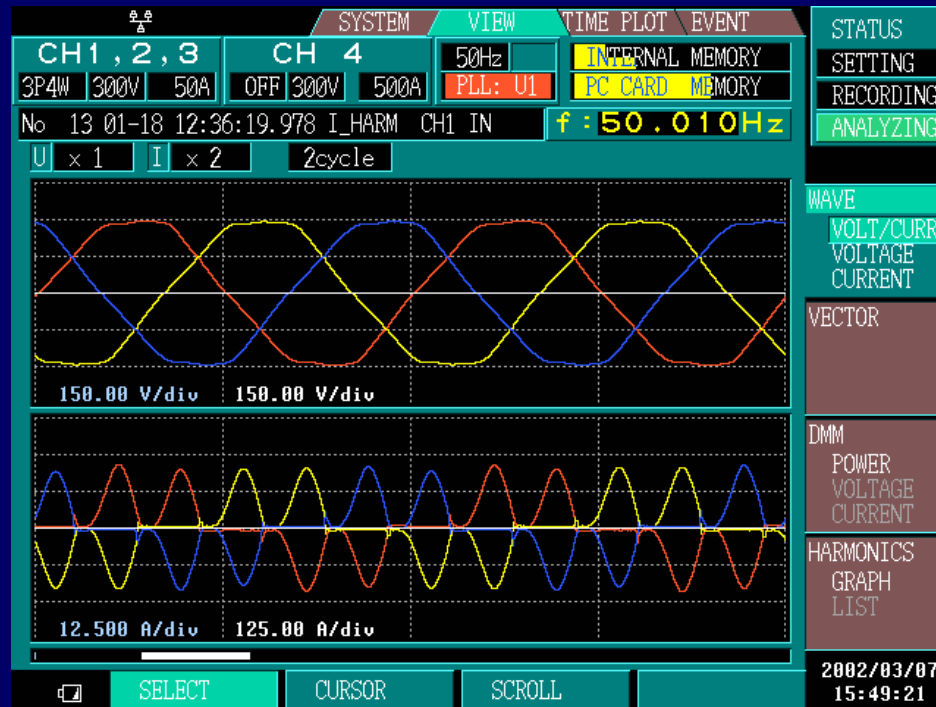 SYSTEM VIEW TIME PLOT EVENT
CH1,2,3 CH 4 50Hz INTERNAL MEMORY
3P4W 300V 50A OFF 300V 500A PLL: U1 PC CARD MEMORY
No 13 01-18 12:36:19.978 I_HARM CH1 IN f:50.010Hz
U × 1 I × 2 2cycle
150.00 V/div 150.00 V/div
12.500 A/div 125.00 A/div
SELECT CURSOR SCROLL
STATUS
SETTING
RECORDING
ANALYZING
WAVE
VOLT/CURR
VOLTAGE
CURRENT
VECTOR
DMM
POWER
VOLTAGE
CURRENT
HARMONICS
GRAPH
LIST
2002/03/07
15:49:21